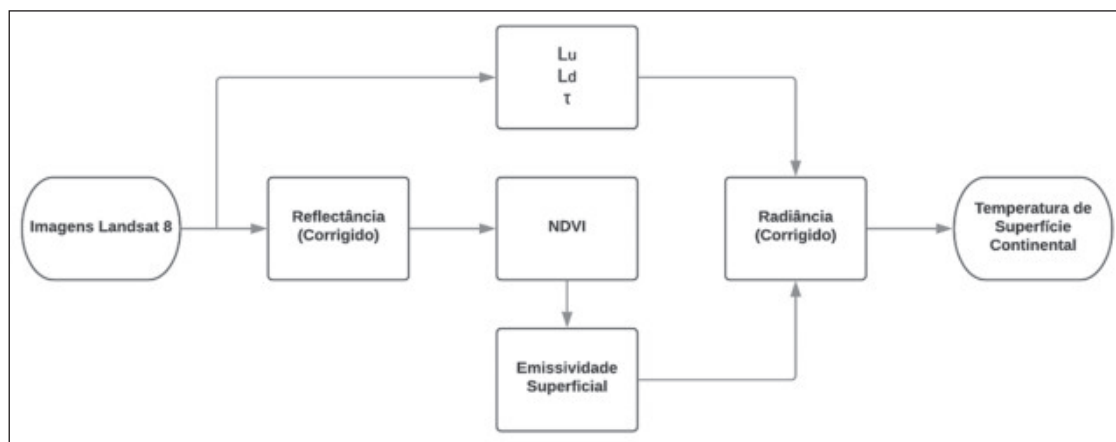 Lu
Ld
τ
Imagens Landsat 8
Reflectância
(Corrigido)
NDVI
Radiância
(Corrigido)
Temperatura de
Superfície
Continental
Emissividade
Superficial